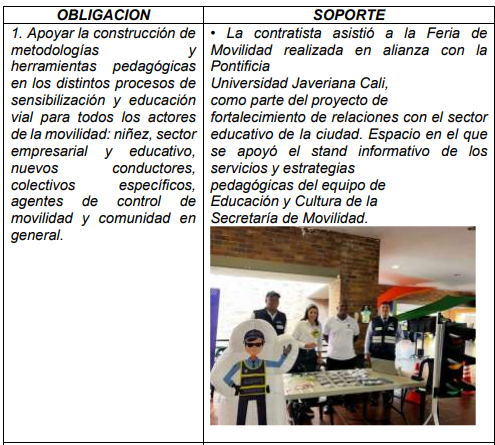 OBLIGACION
SOPORTE
1. Apoyar la construcción de
metodologías y
herramientas pedagógicas
en los distintos procesos de
sensibilización y educación
vial para todos los actores
de la movilidad: niñez, sector
empresarial y educativo,
nuevos conductores,
colectivos específicos,
agentes de control de
movilidad y comunidad en
general.
• La contratista asistió a la Feria de
Movilidad realizada en alianza con la
Pontificia
Universidad Javeriana Cali,
como parte del proyecto de
fortalecimiento de relaciones con el sector
educativo de la ciudad. Espacio en el que
se apoyó el stand informativo de los
servicios y estrategias
pedagógicas del equipo de
Educación y Cultura de la
Secretaría de Movilidad.